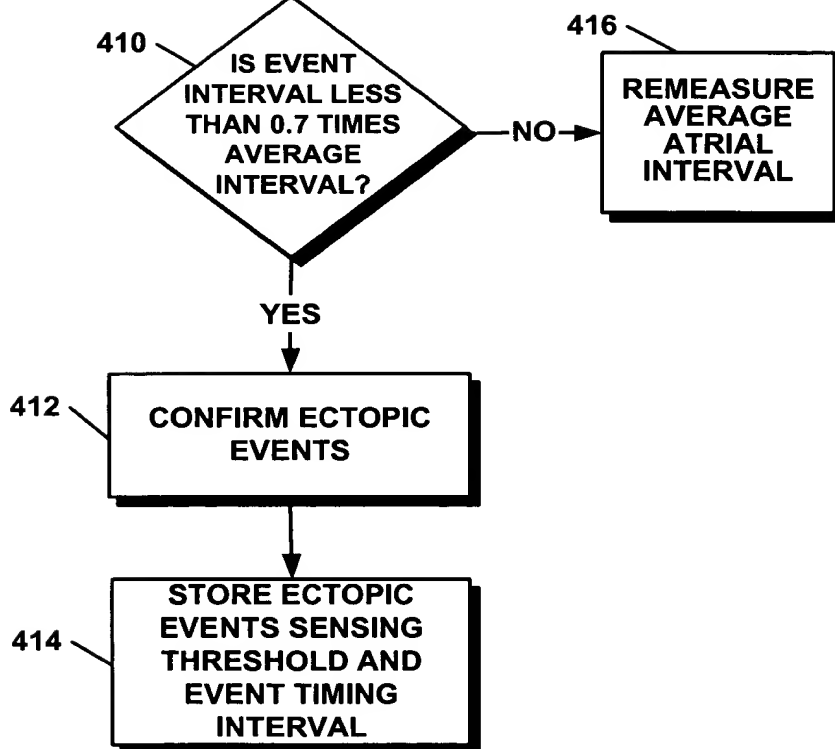 410
IS EVENT
INTERVAL LESS
THAN 0.7 TIMES
AVERAGE
INTERVAL?
NO
416
REMEASURE
AVERAGE
ATRIAL
INTERVAL
YES
412
CONFIRM ECTOPIC
EVENTS
414
STORE ECTOPIC
EVENTS SENSING
THRESHOLD AND
EVENT TIMING
INTERVAL